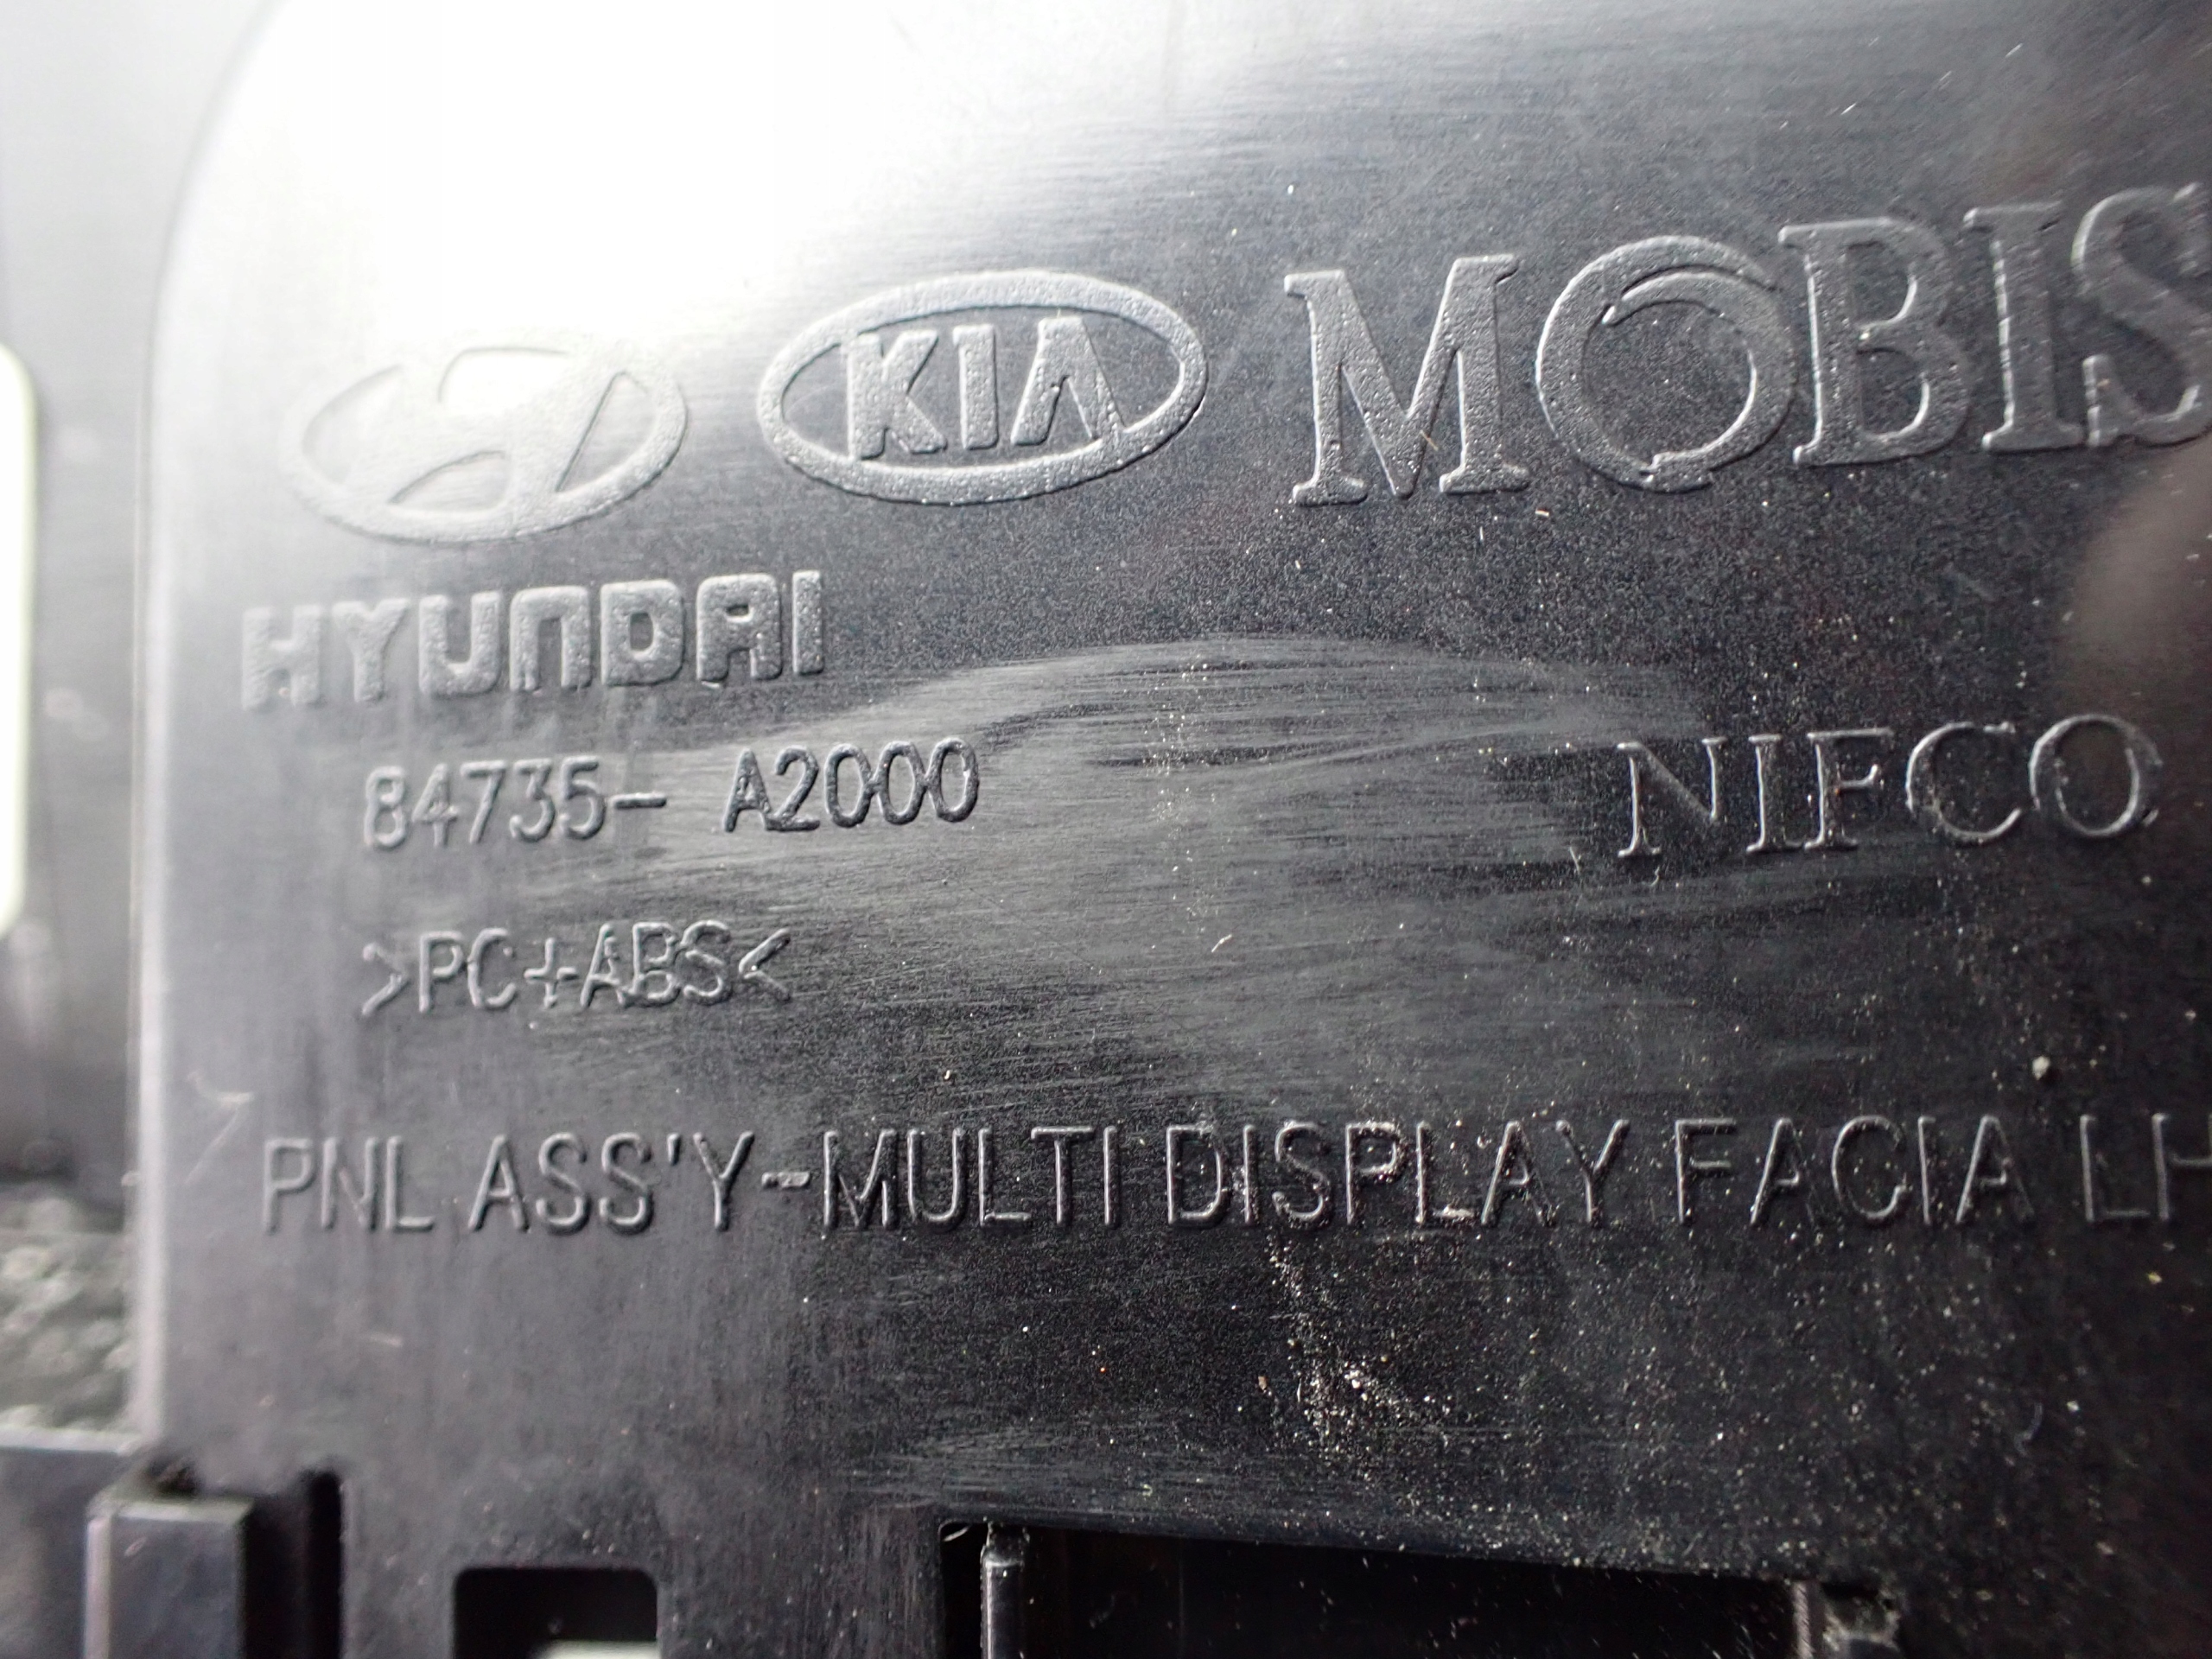 KIA MOBIS
HYUNDAI
84735- A2000
NIFCO
>PC+ABS<
PNL ASS'Y-MULTI DISPLAY FACIA LH